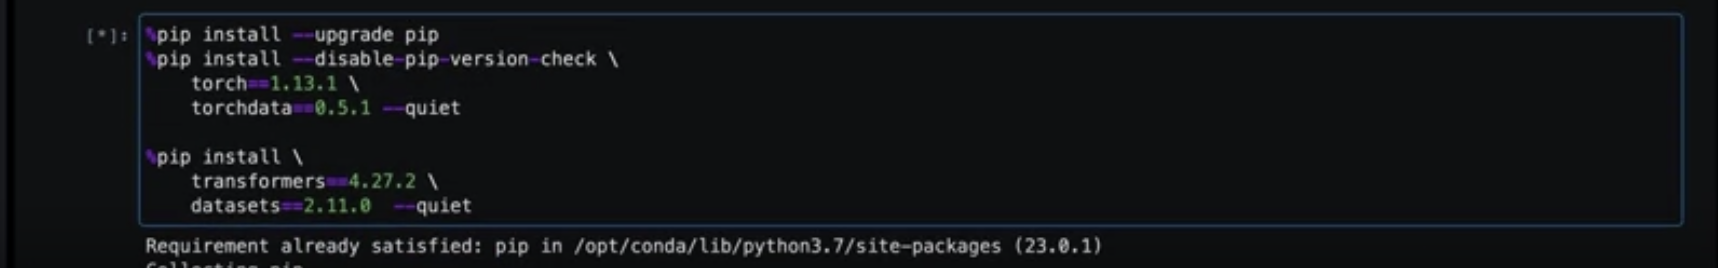 [*]: %pip install --upgrade pip
%pip install --disable-pip-version-check \
torch==1.13.1 \
torchdata==0.5.1 --quiet
%pip install \
transformers==4.27.2 \
datasets==2.11.0 --quiet
Requirement already satisfied: pip in /opt/conda/lib/python3.7/site-packages (23.0.1)